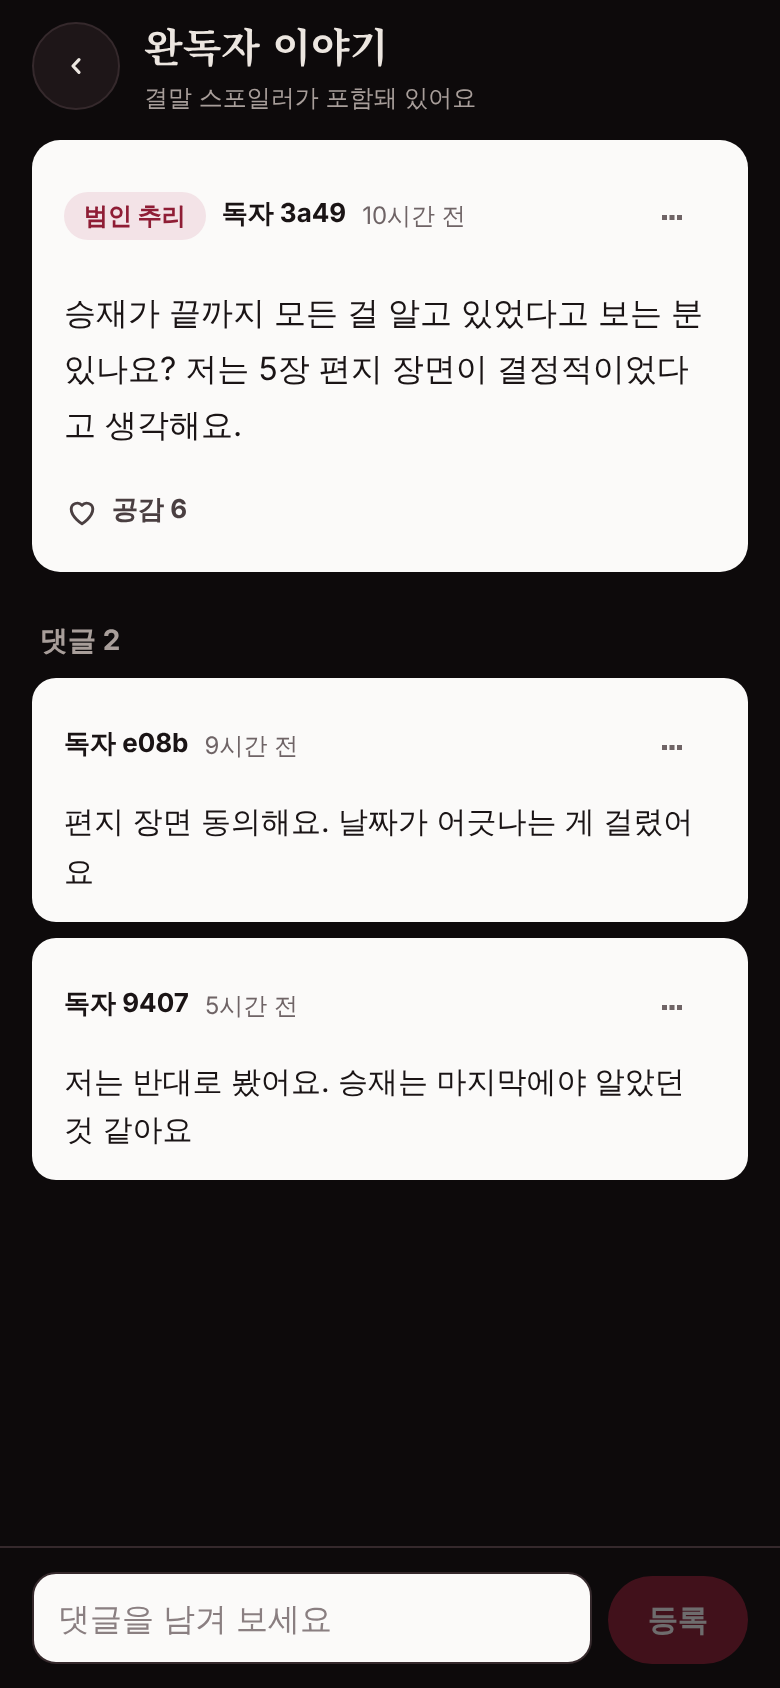 완독자 이야기
결말 스포일러가 포함돼 있어요
범인 추리 독자 3a49 10시간 전
승재가 끝까지 모든 걸 알고 있었다고 보는 분
있나요? 저는 5장 편지 장면이 결정적이었다
고 생각해요.
공감 6
댓글 2
독자 e08b 9시간 전
편지 장면 동의해요. 날짜가 어긋나는 게 걸렸어
요
독자 9407 5시간 전
저는 반대로 봤어요. 승재는 마지막에야 알았던
것 같아요
댓글을 남겨 보세요 등록